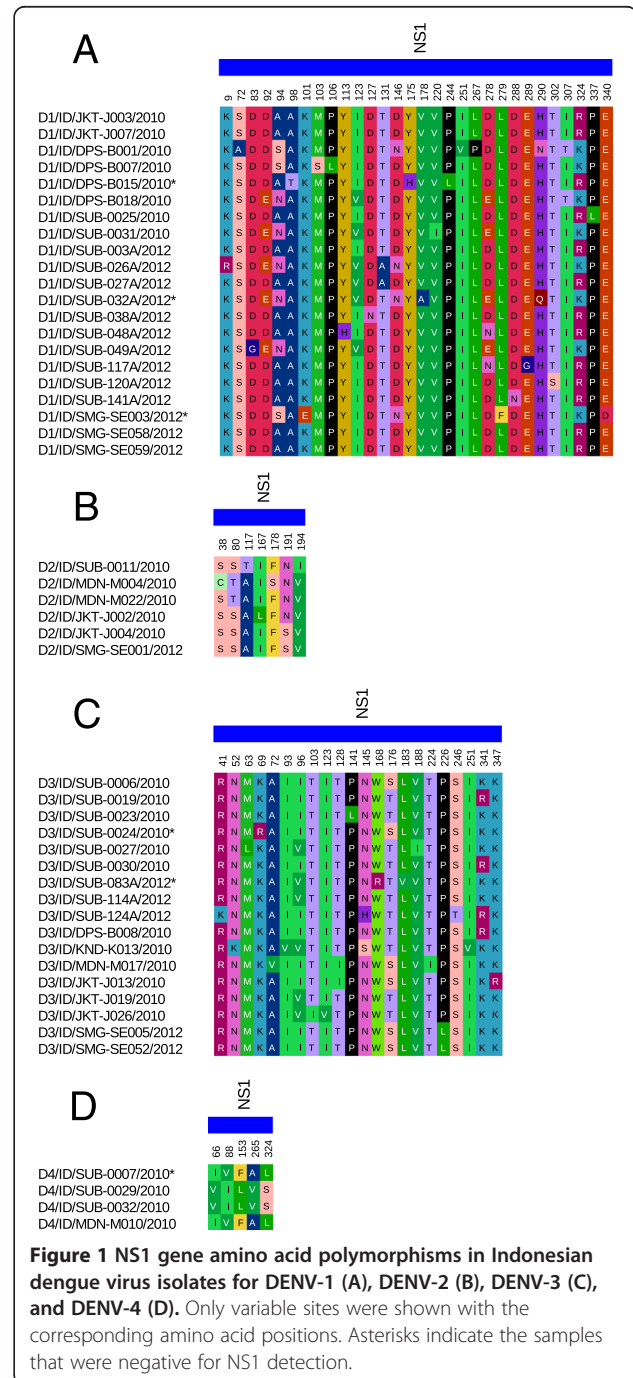 A
NS1
9 72 83 92 94 98 101 103 106 113 123 127 131 146 175 178 220 244 251 267 278 279 288 289 290 302 307 324 337 340
D1/ID/JKT-J003/2010 K S D D A A K M P Y I D T D Y V V P I L D L D E H T I R P E
D1/ID/JKT-J007/2010 K S D D A A K M P Y I D T D Y V V P I L D L D E H T I R P E
D1/ID/DPS-B001/2010 K A D D S A K M P Y I D T N Y V V P V P D L D E N T T K P E
D1/ID/DPS-B007/2010 K S D D S A K S L Y I D T D Y V V P I L D L D E H T I K P E
D1/ID/DPS-B015/2010* K S D D A T K M P Y I D T D H V V L I L D L D E H T I R P E
D1/ID/DPS-B018/2010 K S D E N A K M P Y V D T D Y V V P I L E L D E H T T K P E
D1/ID/SUB-0025/2010 K S D D A A K M P Y I D T D Y V V P I L D L D E H T I R L E
D1/ID/SUB-0031/2010 K S D E N A K M P Y V D T D Y V I P I L E L D E H T I K P E
D1/ID/SUB-003A/2012 K S D D A A K M P Y I D T D Y V V P I L D L D E H T I R P E
D1/ID/SUB-026A/2012 R S D E N A K M P Y I D A N Y V V P I L D L D E H T I K P E
D1/ID/SUB-027A/2012 K S D D A A K M P Y I D A D Y V V P I L D L D E H T I R P E
D1/ID/SUB-032A/2012* K S D E N A K M P Y V D T N Y A V P I L E L D E Q T I K P E
D1/ID/SUB-038A/2012 K S D D A A K M P Y I N T D Y V V P I L D L D E H T I R P E
D1/ID/SUB-048A/2012 K S D D A A K M P H I D T D Y V V P I L N L D E H T I R P E
D1/ID/SUB-049A/2012 K S G E N A K M P Y V D T D Y V V P I L E L D E H T I K P E
D1/ID/SUB-117A/2012 K S D D A A K M P Y I D T D Y V V P I L N L D G H T I R P E
D1/ID/SUB-120A/2012 K S D D A A K M P Y I D T D Y V V P I L D L D E H S I R P E
D1/ID/SUB-141A/2012 K S D D A A K M P Y I D T D Y V V P I L D L N E H T I R P E
D1/ID/SMG-SE003/2012* K S D D S A E M P Y I D T N Y V V P I L D F D E H T I K P D
D1/ID/SMG-SE058/2012 K S D D A A K M P Y I D T D Y V V P I L D L D E H T I R P E
D1/ID/SMG-SE059/2012 K S D D A A K M P Y I D T D Y V V P I L D L D E H T I R P E
B
NS1
38 80 117 167 178 191 194
D2/ID/SUB-0011/2010 S S T I F N I
D2/ID/MDN-M004/2010 C T A I S N V
D2/ID/MDN-M022/2010 S T A I F N V
D2/ID/JKT-J002/2010 S S A L F N V
D2/ID/JKT-J004/2010 S S A I F S V
D2/ID/SMG-SE001/2012 S S A I F S V
C
NS1
41 52 63 69 72 93 96 103 123 128 141 145 168 176 183 188 224 226 246 251 341 347
D3/ID/SUB-0006/2010 R N M K A I I T I T P N W S L V T P S I K K
D3/ID/SUB-0019/2010 R N M K A I I T I T P N W T L V T P S I R K
D3/ID/SUB-0023/2010 R N M K A I I T I T L N W T L V T P S I K K
D3/ID/SUB-0024/2010* R N M R A I I T I T P N W S L V T P S I K K
D3/ID/SUB-0027/2010 R N L K A I V T I T P N W T L I T P S I K K
D3/ID/SUB-0030/2010 R N M K A I I T I T P N W T L V T P S I R K
D3/ID/SUB-083A/2012* R N M K A I V T I T P N R T V V T P S I K K
D3/ID/SUB-114A/2012 R N M K A I V T I T P N W T L V T P S I K K
D3/ID/SUB-124A/2012 K N M K A I I T I T P H W T L V T P T I R K
D3/ID/DPS-B008/2010 R N M K A I I T I T P N W T L V T P S I R K
D3/ID/KND-K013/2010 R K M K A V V T I T P S W T L V T P S V K K
D3/ID/MDN-M017/2010 R N M K V I I T I I P N W S L V I P S I K K
D3/ID/JKT-J013/2010 R N M K A I I T I I P N W S L V T P S I K R
D3/ID/JKT-J019/2010 R N M K A I V T I T P N W T L V T P S I K K
D3/ID/JKT-J026/2010 R N M K A I V I V T P N W T L V T P S I K K
D3/ID/SMG-SE005/2012 R N M K A I I T I T P N W S L V T L S I K K
D3/ID/SMG-SE052/2012 R N M K A I I T I T P N W S L V T L S I K K
D
NS1
66 88 153 265 324
D4/ID/SUB-0007/2010* I V F A L
D4/ID/SUB-0029/2010 V I L V S
D4/ID/SUB-0032/2010 V I L V S
D4/ID/MDN-M010/2010 I V F A L
Figure 1 NS1 gene amino acid polymorphisms in Indonesian
dengue virus isolates for DENV-1 (A), DENV-2 (B), DENV-3 (C),
and DENV-4 (D). Only variable sites were shown with the
corresponding amino acid positions. Asterisks indicate the samples
that were negative for NS1 detection.